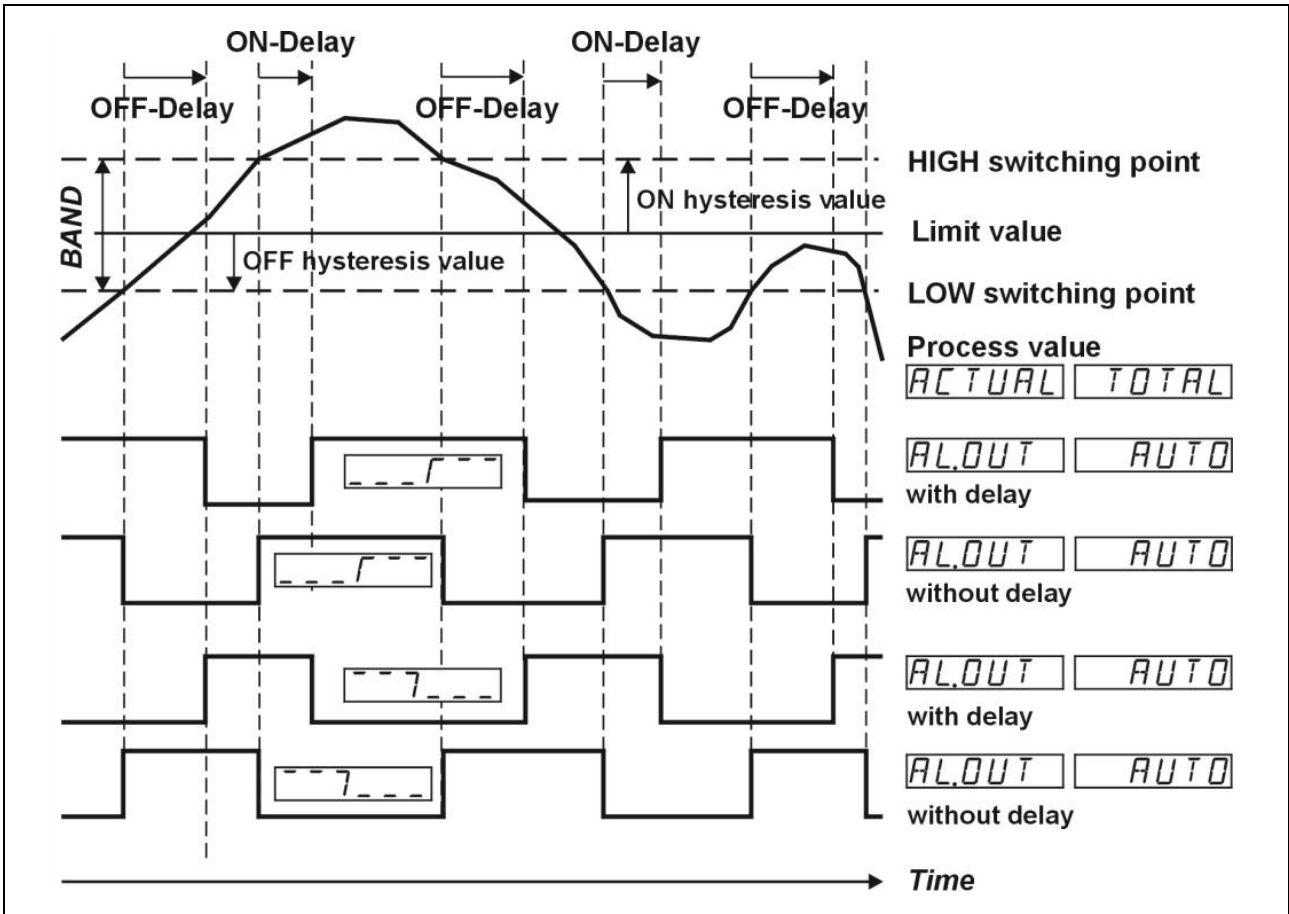 ON-Delay
ON-Delay
OFF-Delay
OFF-Delay
OFF-Delay
HIGH switching point
BAND
ON hysteresis value
Limit value
OFF hysteresis value
LOW switching point
Process value
ACTUAL TOTAL
AL.OUT AUTO
with delay
AL.OUT AUTO
without delay
AL.OUT AUTO
with delay
AL.OUT AUTO
without delay
Time